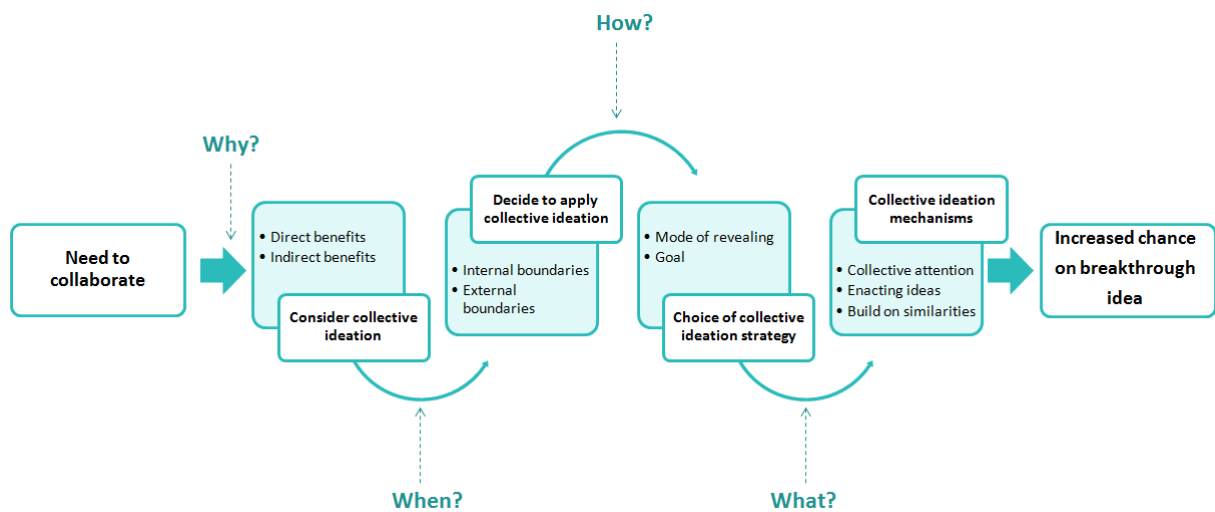 How?
Why?
Need to
collaborate
• Direct benefits
• Indirect benefits
Consider collective
ideation
When?
Decide to apply
collective ideation
• Internal boundaries
• External
boundaries
• Mode of revealing
• Goal
Choice of collective
ideation strategy
What?
Collective ideation
mechanisms
• Collective attention
• Enacting ideas
• Build on similarities
Increased chance
on breakthrough
idea